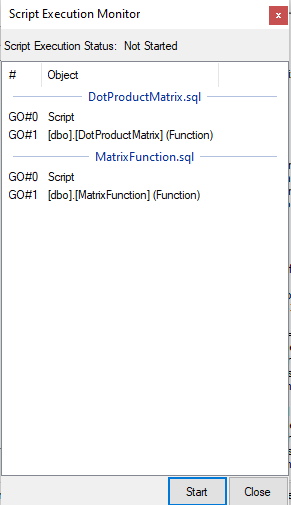 Script Execution Monitor
x
Script Execution Status: Not Started
# Object
DotProductMatrix.sql
GO#0 Script
GO#1 [dbo].[DotProductMatrix] (Function)
MatrixFunction.sql
GO#0 Script
GO#1 [dbo].[MatrixFunction] (Function)
Start Close